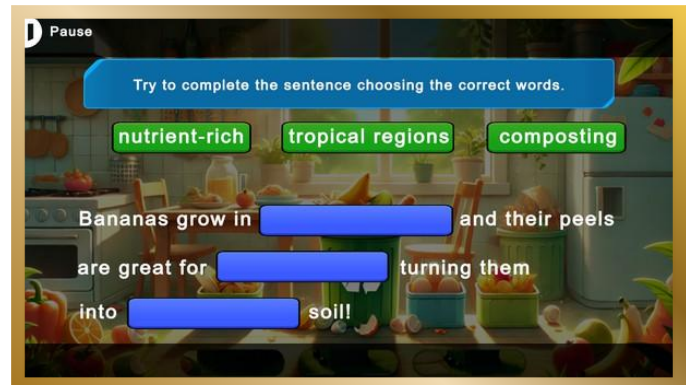 Pause
Try to complete the sentence choosing the correct words.
nutrient-rich tropical regions composting
Bananas grow in and their peels
are great for turning them
into soil!